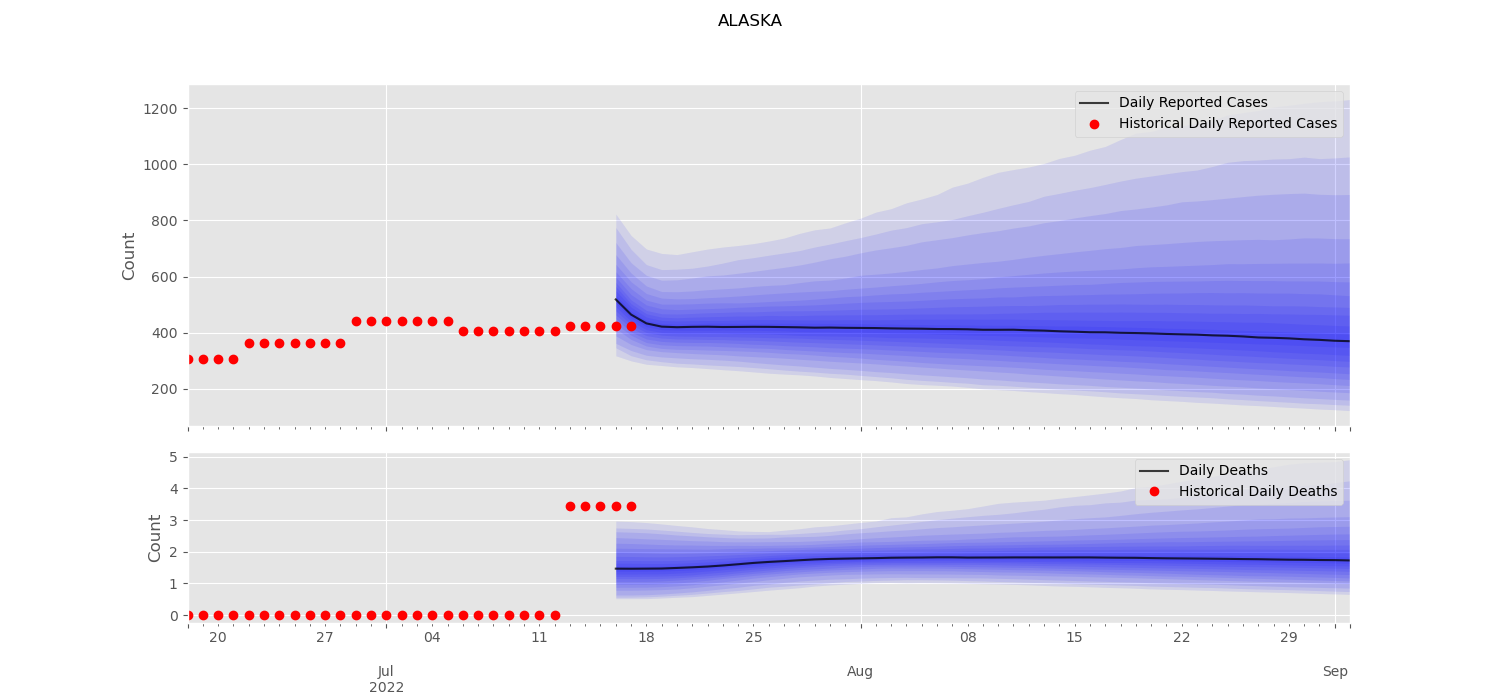 ALASKA
1200
1000
800
600
400
200
Count
Daily Reported Cases
Historical Daily Reported Cases
5
4
3
2
1
0
Count
Daily Deaths
Historical Daily Deaths
20 27 04 11 18 25 08 15 22 29
Jul Aug Sep
2022